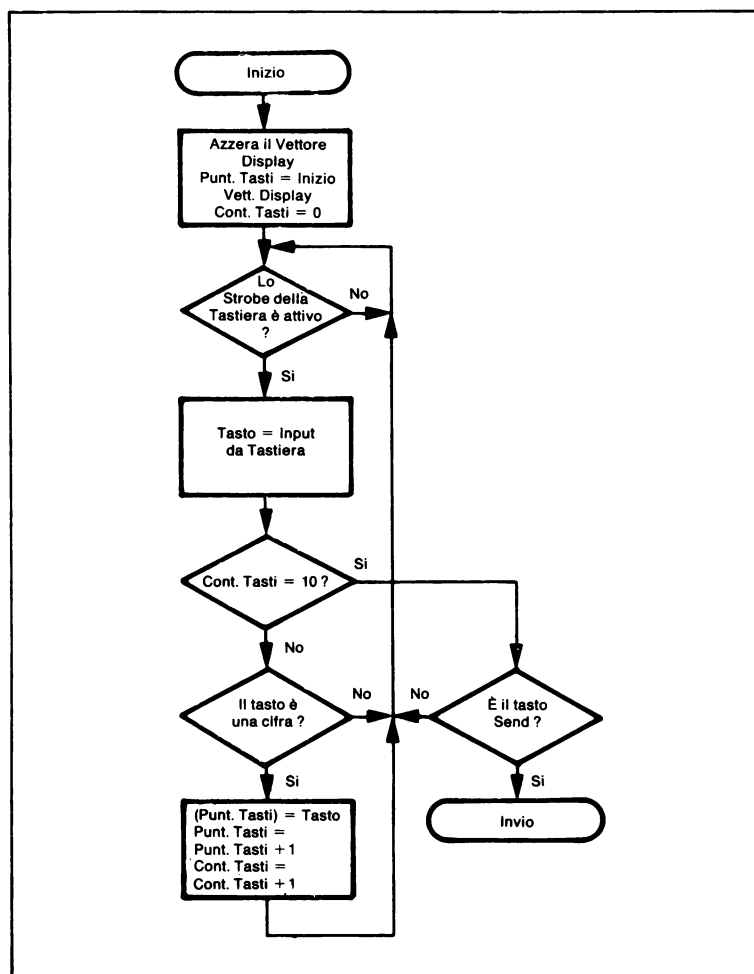 Inizio
Azzera il Vettore
Display
Punt. Tasti = Inizio
Vett. Display
Cont. Tasti = 0
Lo
Strobe della
Tastiera è attivo
?
No
Si
Tasto = Input
da Tastiera
Cont. Tasti = 10 ?
Si
No
Il tasto è
una cifra ?
No
No
È il tasto
Send ?
Si
Si
(Punt. Tasti) = Tasto
Punt. Tasti =
Punt. Tasti + 1
Cont. Tasti =
Cont. Tasti + 1
Invio